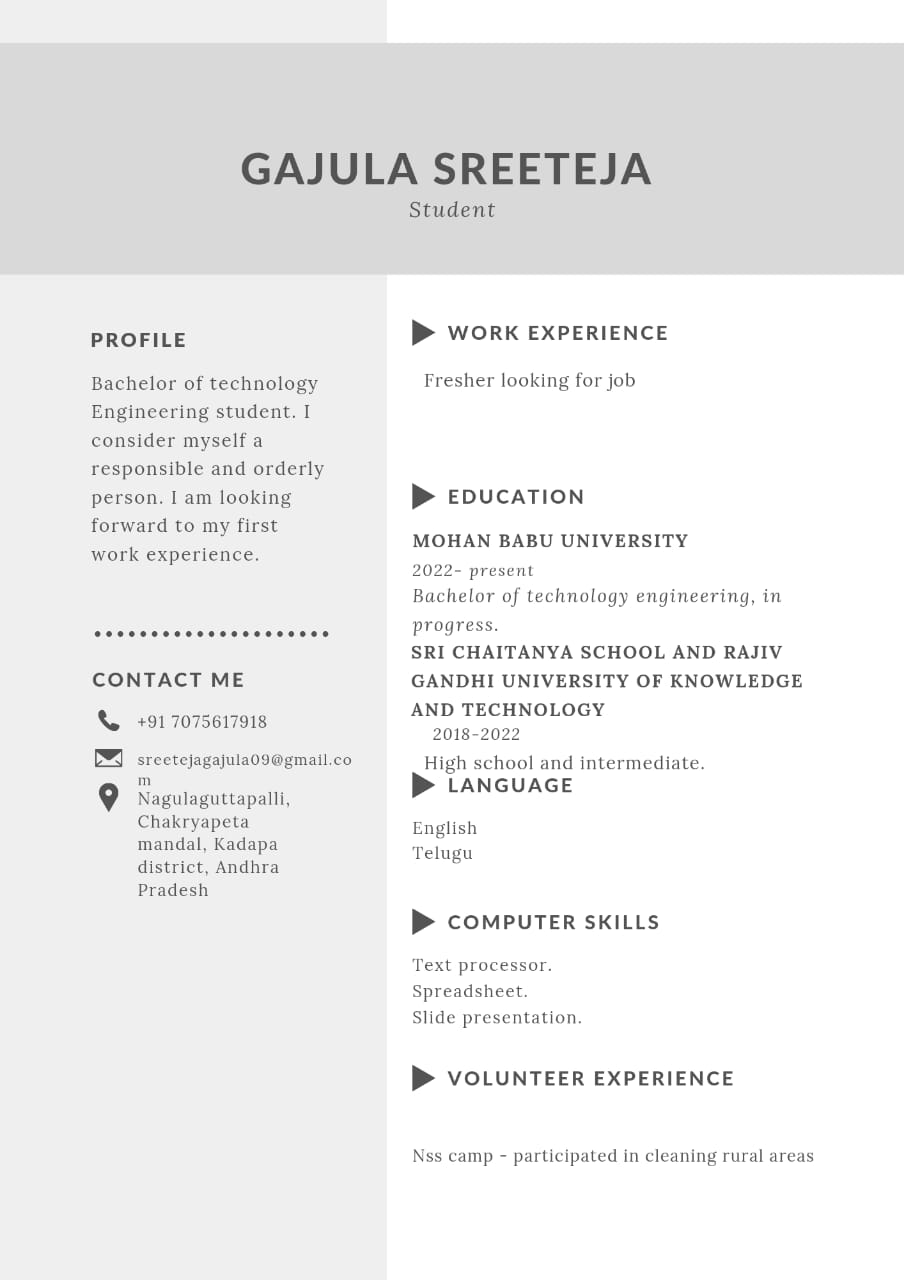 GAJULA SREETEJA
Student
PROFILE
Bachelor of technology
Engineering student. I
consider myself a
responsible and orderly
person. I am looking
forward to my first
work experience.
CONTACT ME
+91 7075617918
sreetejagajula09@gmail.co
m
Nagulaguttapalli,
Chakryapeta
mandal, Kadapa
district, Andhra
Pradesh
WORK EXPERIENCE
Fresher looking for job
EDUCATION
MOHAN BABU UNIVERSITY
2022- present
Bachelor of technology engineering, in
progress.
SRI CHAITANYA SCHOOL AND RAJIV
GANDHI UNIVERSITY OF KNOWLEDGE
AND TECHNOLOGY
2018-2022
High school and intermediate.
LANGUAGE
English
Telugu
COMPUTER SKILLS
Text processor.
Spreadsheet.
Slide presentation.
VOLUNTEER EXPERIENCE
Nss camp - participated in cleaning rural areas